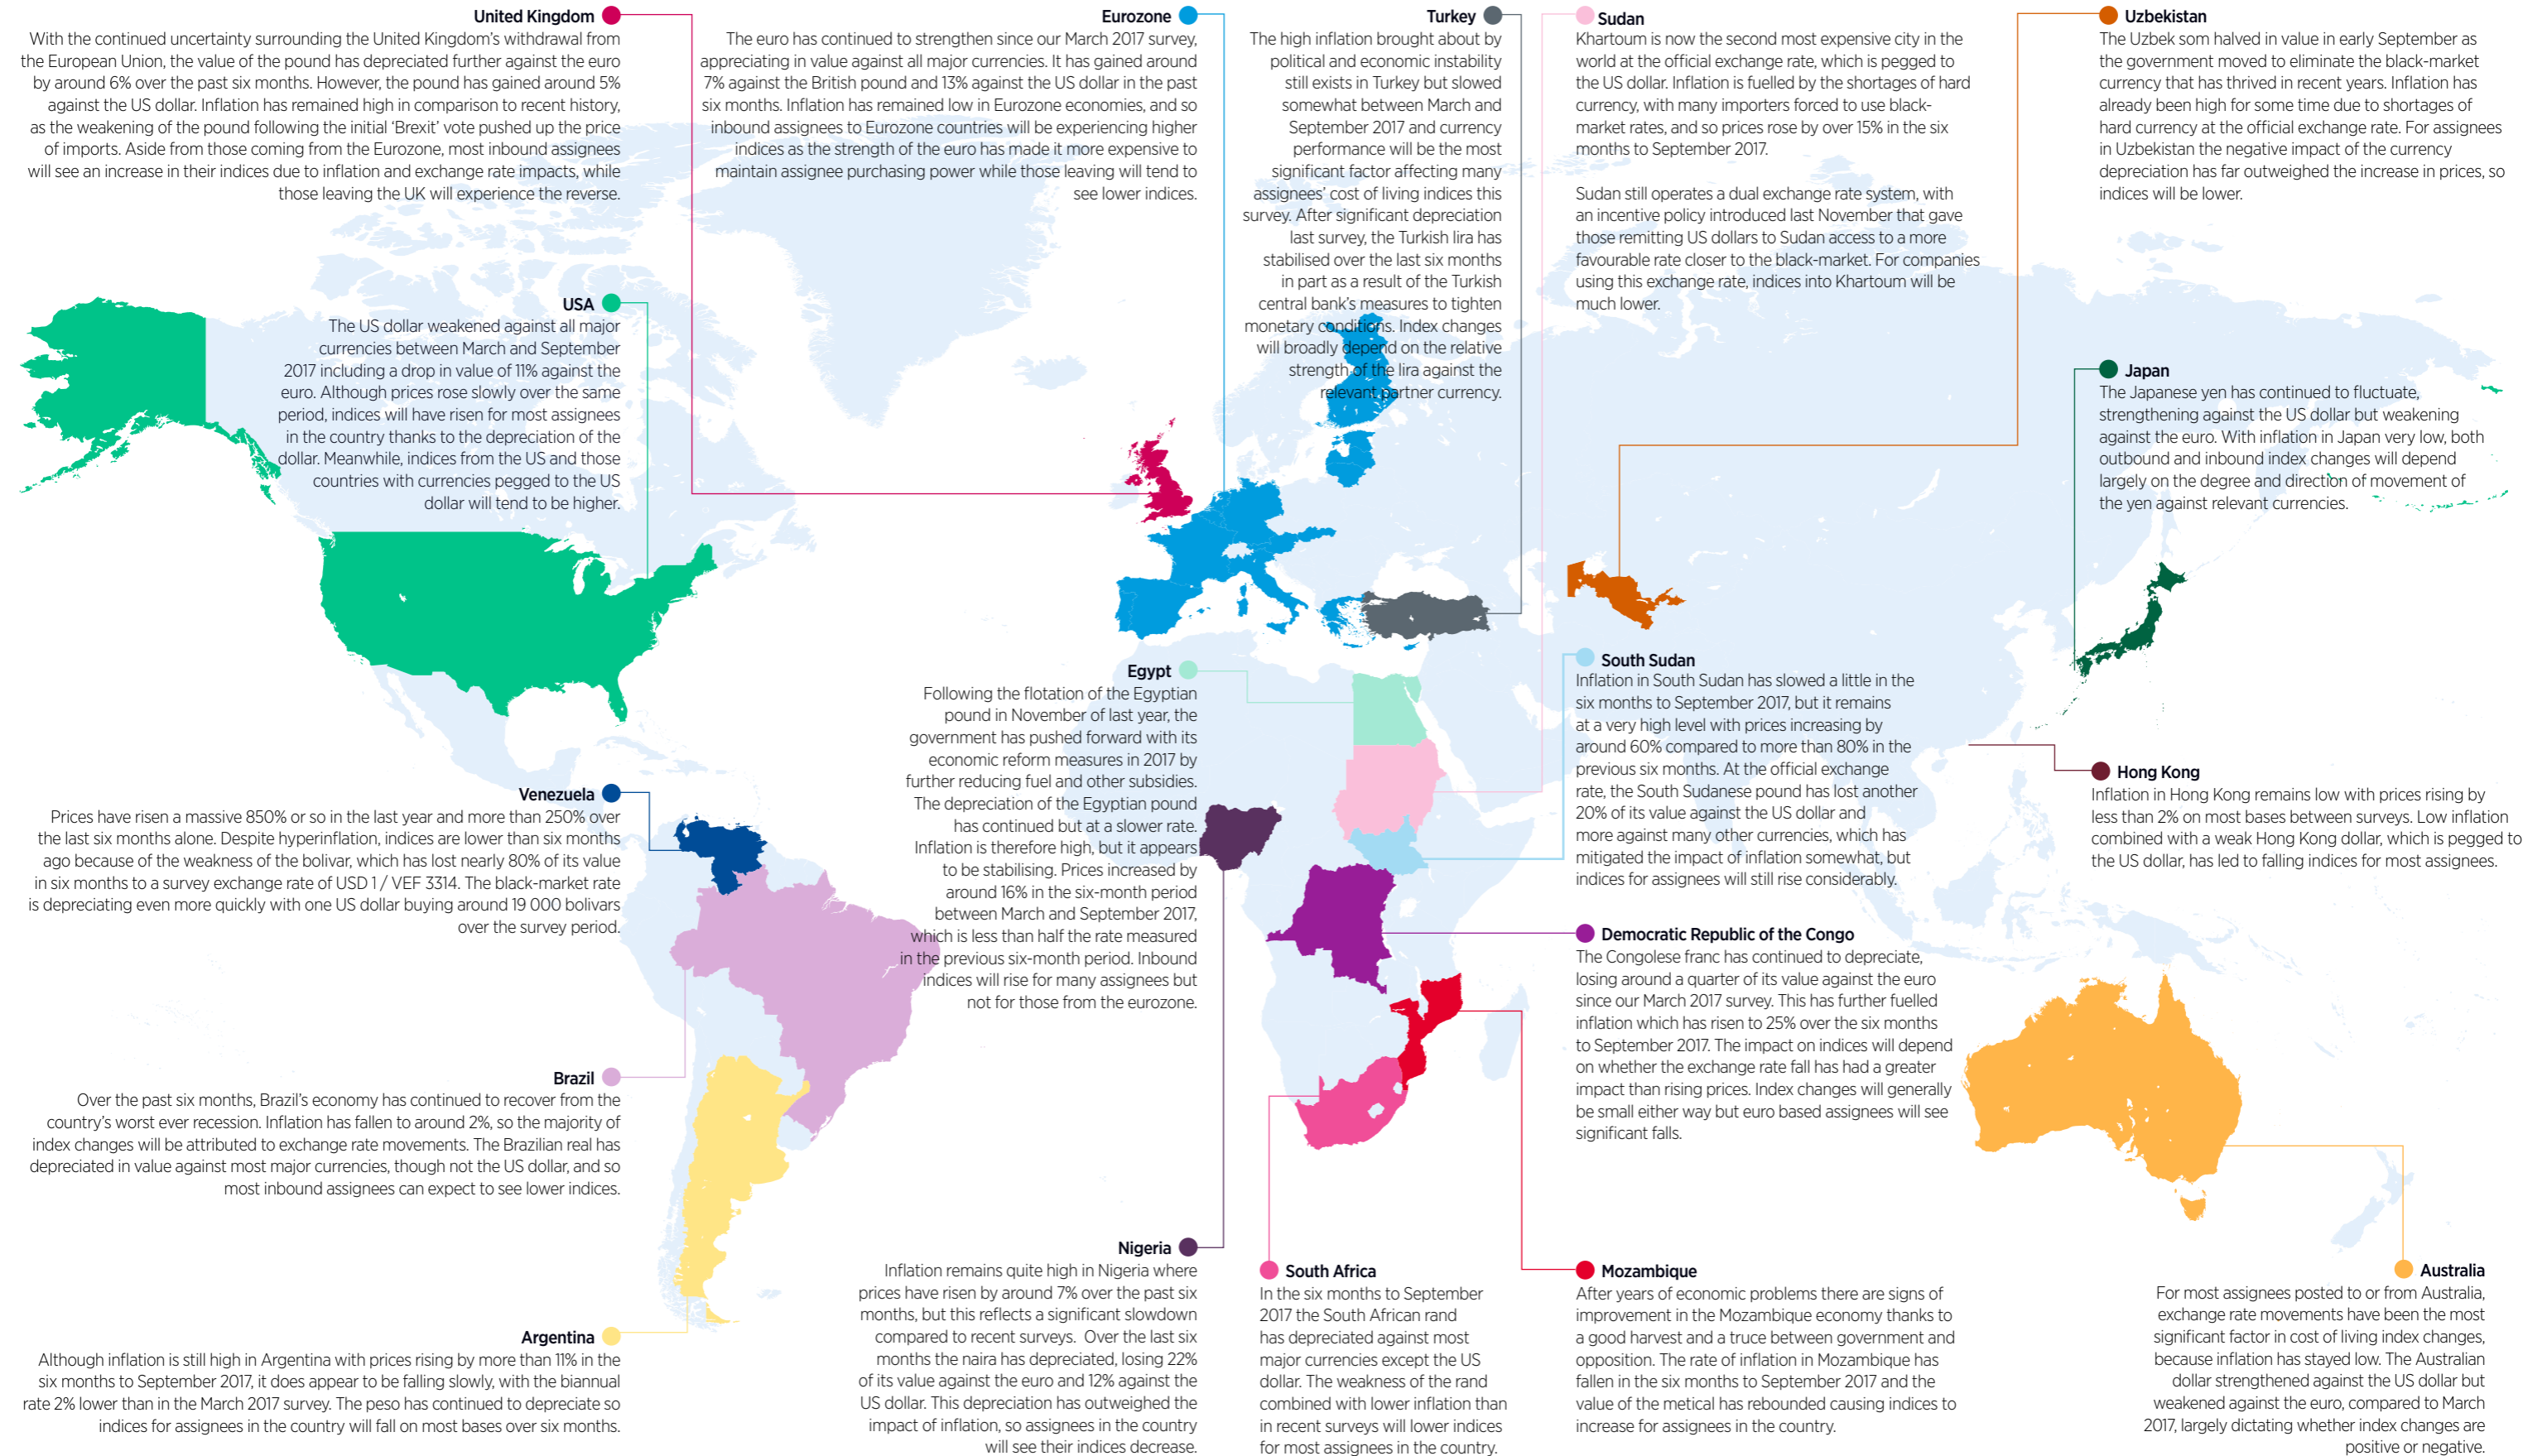 United Kingdom
With the continued uncertainty surrounding the United Kingdom's withdrawal from
the European Union, the value of the pound has depreciated further against the euro
by around 6% over the past six months. However, the pound has gained around 5%
against the US dollar. Inflation has remained high in comparison to recent history,
as the weakening of the pound following the initial 'Brexit' vote pushed up the price
of imports. Aside from those coming from the Eurozone, most inbound assignees
will see an increase in their indices due to inflation and exchange rate impacts, while
those leaving the UK will experience the reverse.
Eurozone
The euro has continued to strengthen since our March 2017 survey,
appreciating in value against all major currencies. It has gained around
7% against the British pound and 13% against the US dollar in the past
six months. Inflation has remained low in Eurozone economies, and so
inbound assignees to Eurozone countries will be experiencing higher
indices as the strength of the euro has made it more expensive to
maintain assignee purchasing power while those leaving will tend to
see lower indices.
Turkey
The high inflation brought about by
political and economic instability
still exists in Turkey but slowed
somewhat between March and
September 2017 and currency
performance will be the most
significant factor affecting many
assignees' cost of living indices this
survey. After significant depreciation
last survey, the Turkish lira has
stabilised over the last six months
in part as a result of the Turkish
central bank's measures to tighten
monetary conditions. Index changes
will broadly depend on the relative
strength of the lira against the
relevant partner currency.
Sudan
Khartoum is now the second most expensive city in the
world at the official exchange rate, which is pegged to
the US dollar. Inflation is fuelled by the shortages of hard
currency, with many importers forced to use black-
market rates, and so prices rose by over 15% in the six
months to September 2017.
Sudan still operates a dual exchange rate system, with
an incentive policy introduced last November that gave
those remitting US dollars to Sudan access to a more
favourable rate closer to the black-market. For companies
using this exchange rate, indices into Khartoum will be
much lower.
Uzbekistan
The Uzbek som halved in value in early September as
the government moved to eliminate the black-market
currency that has thrived in recent years. Inflation has
already been high for some time due to shortages of
hard currency at the official exchange rate. For assignees
in Uzbekistan the negative impact of the currency
depreciation has far outweighed the increase in prices, so
indices will be lower.
USA
The US dollar weakened against all major
currencies between March and September
2017 including a drop in value of 11% against the
euro. Although prices rose slowly over the same
period, indices will have risen for most assignees
in the country thanks to the depreciation of the
dollar. Meanwhile, indices from the US and those
countries with currencies pegged to the US
dollar will tend to be higher.
Japan
The Japanese yen has continued to fluctuate,
strengthening against the US dollar but weakening
against the euro. With inflation in Japan very low, both
outbound and inbound index changes will depend
largely on the degree and direction of movement of
the yen against relevant currencies.
Egypt
Following the flotation of the Egyptian
pound in November of last year, the
government has pushed forward with its
economic reform measures in 2017 by
further reducing fuel and other subsidies.
The depreciation of the Egyptian pound
has continued but at a slower rate.
Inflation is therefore high, but it appears
to be stabilising. Prices increased by
around 16% in the six-month period
between March and September 2017,
which is less than half the rate measured
in the previous six-month period. Inbound
indices will rise for many assignees but
not for those from the eurozone.
South Sudan
Inflation in South Sudan has slowed a little in the
six months to September 2017, but it remains
at a very high level with prices increasing by
around 60% compared to more than 80% in the
previous six months. At the official exchange
rate, the South Sudanese pound has lost another
20% of its value against the US dollar and
more against many other currencies, which has
mitigated the impact of inflation somewhat, but
indices for assignees will still rise considerably.
Hong Kong
Inflation in Hong Kong remains low with prices rising by
less than 2% on most bases between surveys. Low inflation
combined with a weak Hong Kong dollar, which is pegged to
the US dollar, has led to falling indices for most assignees.
Venezuela
Prices have risen a massive 850% or so in the last year and more than 250% over
the last six months alone. Despite hyperinflation, indices are lower than six months
ago because of the weakness of the bolivar, which has lost nearly 80% of its value
in six months to a survey exchange rate of USD 1 / VEF 3314. The black-market rate
is depreciating even more quickly with one US dollar buying around 19 000 bolivars
over the survey period.
Democratic Republic of the Congo
The Congolese franc has continued to depreciate,
losing around a quarter of its value against the euro
since our March 2017 survey. This has further fuelled
inflation which has risen to 25% over the six months
to September 2017. The impact on indices will depend
on whether the exchange rate fall has had a greater
impact than rising prices. Index changes will generally
be small either way but euro based assignees will see
significant falls.
Brazil
Over the past six months, Brazil's economy has continued to recover from the
country's worst ever recession. Inflation has fallen to around 2%, so the majority of
index changes will be attributed to exchange rate movements. The Brazilian real has
depreciated in value against most major currencies, though not the US dollar, and so
most inbound assignees can expect to see lower indices.
Nigeria
Inflation remains quite high in Nigeria where
prices have risen by around 7% over the past six
months, but this reflects a significant slowdown
compared to recent surveys. Over the last six
months the naira has depreciated, losing 22%
of its value against the euro and 12% against the
US dollar. This depreciation has outweighed the
impact of inflation, so assignees in the country
will see their indices decrease.
South Africa
In the six months to September
2017 the South African rand
has depreciated against most
major currencies except the US
dollar. The weakness of the rand
combined with lower inflation than
in recent surveys will lower indices
for most assignees in the country.
Mozambique
After years of economic problems there are signs of
improvement in the Mozambique economy thanks to
a good harvest and a truce between government and
opposition. The rate of inflation in Mozambique has
fallen in the six months to September 2017 and the
value of the metical has rebounded causing indices to
increase for assignees in the country.
Australia
For most assignees posted to or from Australia,
exchange rate movements have been the most
significant factor in cost of living index changes,
because inflation has stayed low. The Australian
dollar strengthened against the US dollar but
weakened against the euro, compared to March
2017, largely dictating whether index changes are
positive or negative.
Argentina
Although inflation is still high in Argentina with prices rising by more than 11% in the
six months to September 2017, it does appear to be falling slowly, with the biannual
rate 2% lower than in the March 2017 survey. The peso has continued to depreciate so
indices for assignees in the country will fall on most bases over six months.